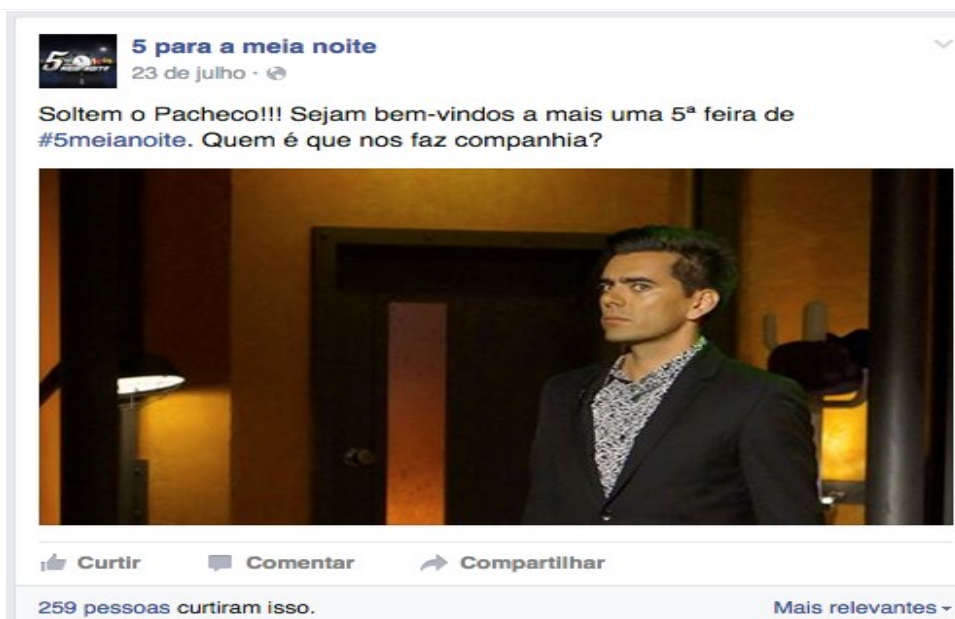 5 para a meia noite
23 de julho
Soltem o Pacheco!!! Sejam bem-vindos a mais uma 5ª feira de
#5meianoite. Quem é que nos faz companhia?
Curtir Comentar Compartilhar
259 pessoas curtiram isso. Mais relevantes